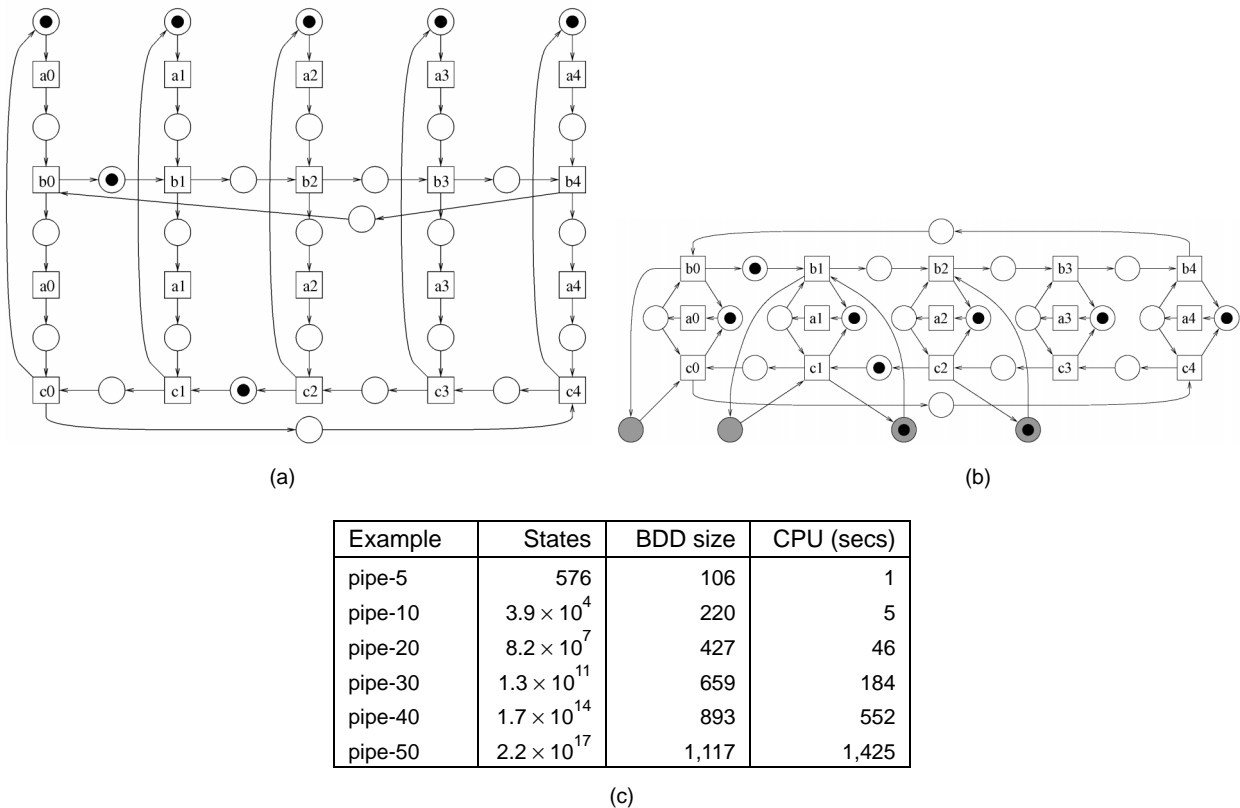 a0 a1 a2 a3 a4
b0 b1 b2 b3 b4
a0 a1 a2 a3 a4
c0 c1 c2 c3 c4
(a)
b0 b1 b2 b3 b4
a0 a1 a2 a3 a4
c0 c1 c2 c3 c4
(b)
Example States BDD size CPU (secs)
pipe-5 576 106 1
pipe-10 3.9 × 10^4 220 5
pipe-20 8.2 × 10^7 427 46
pipe-30 1.3 × 10^11 659 184
pipe-40 1.7 × 10^14 893 552
pipe-50 2.2 × 10^17 1,117 1,425
(c)